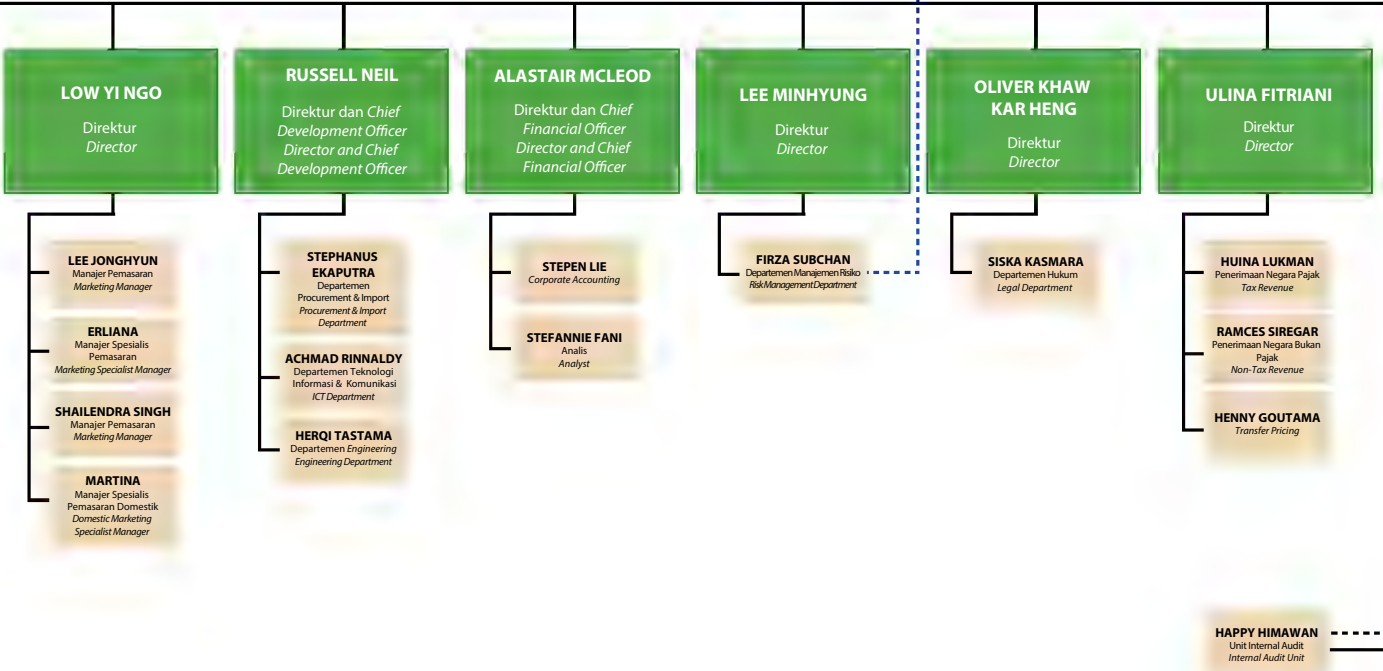 LOW YI NGO
Direktur
Director
LEE JONGHYUN
Manajer Pemasaran
Marketing Manager
ERLIANA
Manajer Spesialis
Pemasaran
Marketing Specialist Manager
SHAILENDRA SINGH
Manajer Pemasaran
Marketing Manager
MARTINA
Manajer Spesialis
Pemasaran Domestik
Domestic Marketing
Specialist Manager
RUSSELL NEIL
Direktur dan Chief
Development Officer
Director and Chief
Development Officer
STEPHANUS
EKAPUTRA
Departemen
Procurement & Import
Procurement & Import
Department
ACHMAD RINNALDY
Departemen Teknologi
Informasi & Komunikasi
ICT Department
HERQI TASTAMA
Departemen Engineering
Engineering Department
ALASTAIR MCLEOD
Direktur dan Chief
Financial Officer
Director and Chief
Financial Officer
STEPEN LIE
Corporate Accounting
STEFANNIE FANI
Analis
Analyst
LEE MINHYUNG
Direktur
Director
FIRZA SUBCHAN
Departemen Manajemen Risiko
Risk Management Department
OLIVER KHAW
KAR HENG
Direktur
Director
SISKA KASMARA
Departemen Hukum
Legal Department
ULINA FITRIANI
Direktur
Director
HUINA LUKMAN
Penerimaan Negara Pajak
Tax Revenue
RAMCES SIREGAR
Penerimaan Negara Bukan
Pajak
Non-Tax Revenue
HENNY GOUTAMA
Transfer Pricing
HAPPY HIMAWAN
Unit Internal Audit
Internal Audit Unit